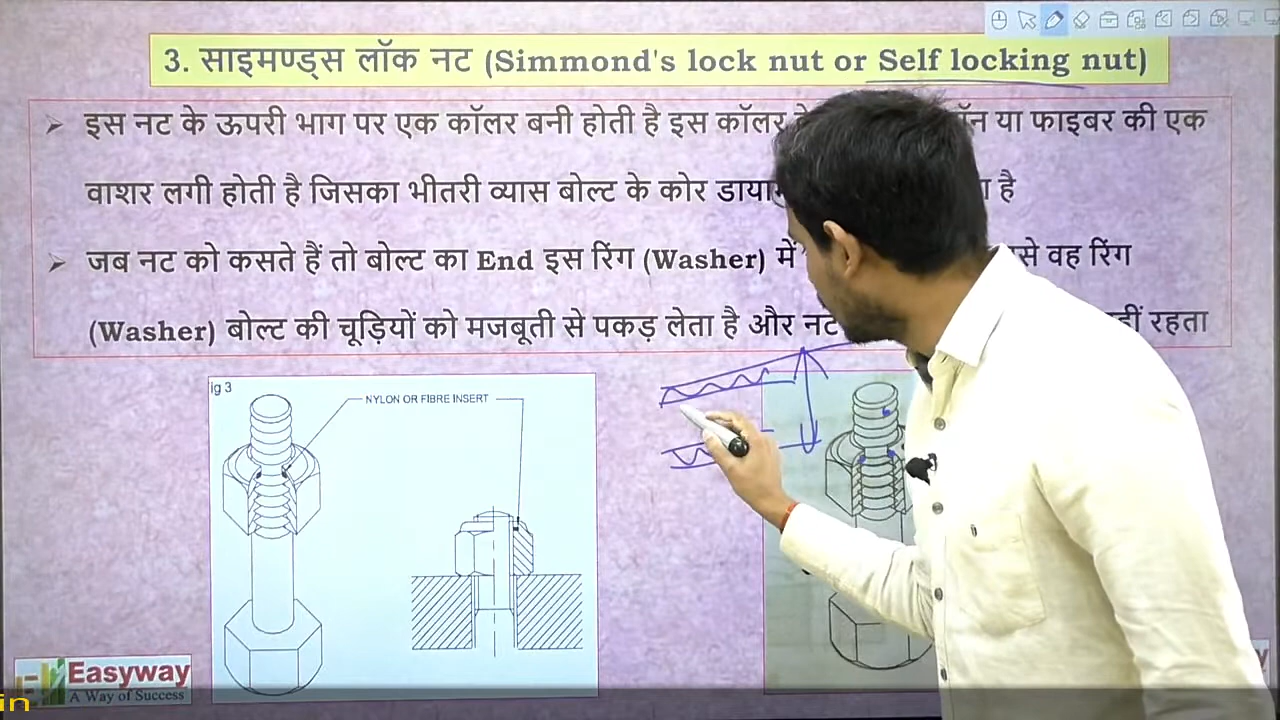 3. साइमण्ड्स लॉक नट (Simmond's lock nut or Self locking nut)
इस नट के ऊपरी भाग पर एक कॉलर बनी होती है इस कॉलर या फाइबर की एक
वाशर लगी होती है जिसका भीतरी व्यास बोल्ट के कोर है
जब नट को कसते हैं तो बोल्ट का End इस रिंग (Washer) में वह रिंग
(Washer) बोल्ट की चूड़ियों को मजबूती से पकड़ लेता है और नट रहता
ig 3
NYLON OR FIBRE INSERT
Easyway
A Way of Success
in